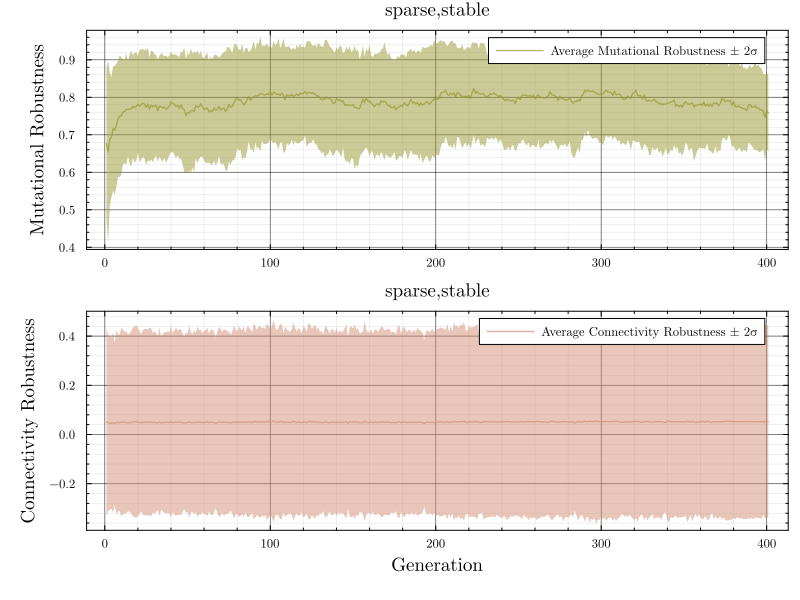 sparse,stable
Average Mutational Robustness ± 2σ
Mutational Robustness
0.9
0.8
0.7
0.6
0.5
0.4
0 100 200 300 400
sparse,stable
Average Connectivity Robustness ± 2σ
Connectivity Robustness
0.4
0.2
0.0
−0.2
0 100 200 300 400
Generation